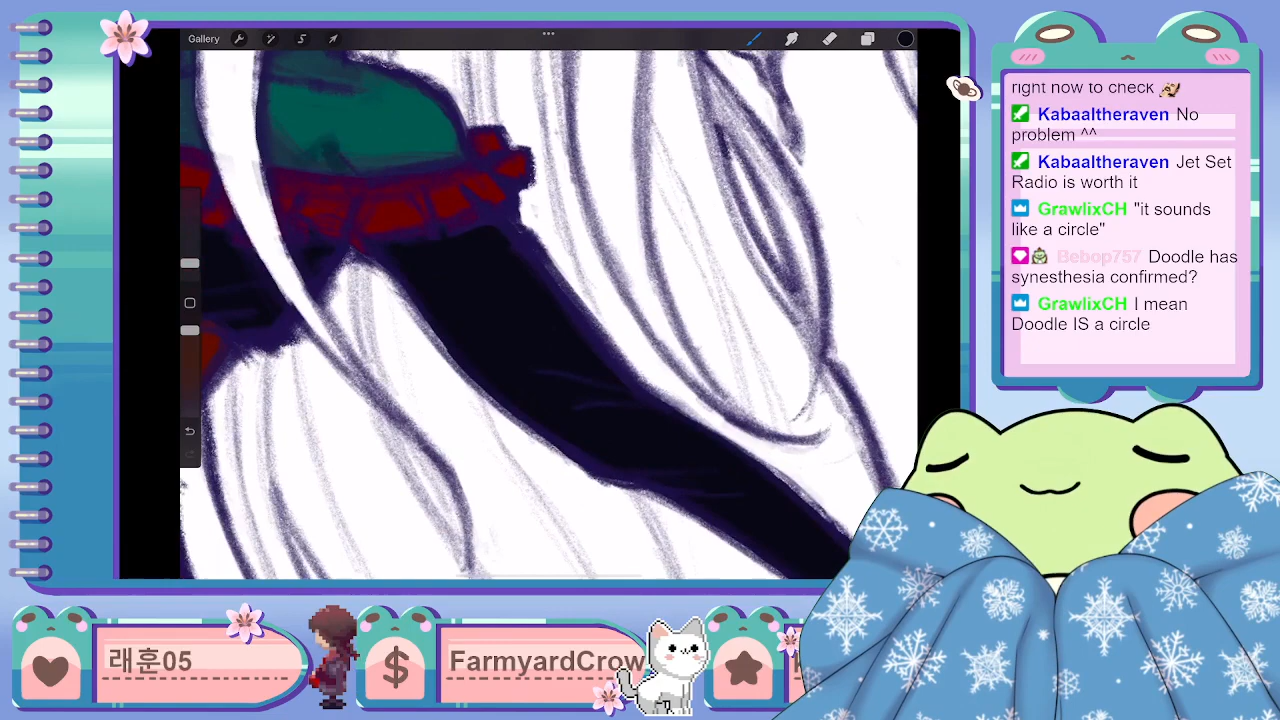 Gallery
right now to check
Kabaaltheraven No
problem ^^
Kabaaltheraven Jet Set
Radio is worth it
GrawlixCH "it sounds
like a circle"
Bebop757 Doodle has
synesthesia confirmed?
GrawlixCH I mean
Doodle IS a circle
래훈05
FarmyardCrow